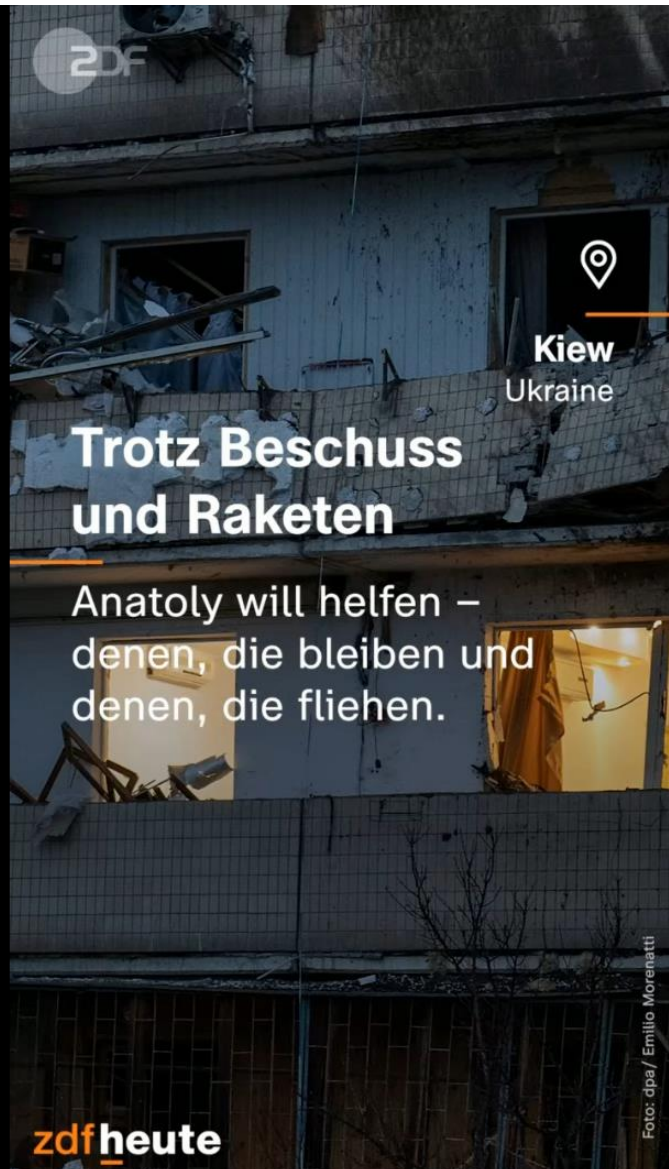 ZDF
Kiew
Ukraine
Trotz Beschuss
und Raketen
Anatoly will helfen –
denen, die bleiben und
denen, die fliehen.
Foto: dpa/ Emilio Morenatti
zdfheute